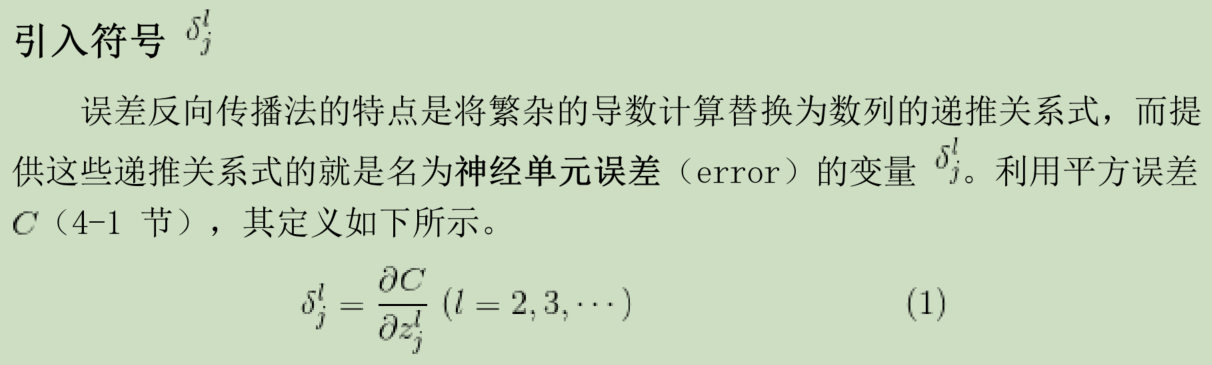 引入符号 $\delta_j^l$
误差反向传播法的特点是将繁杂的导数计算替换为数列的递推关系式，而提
供这些递推关系式的就是名为神经单元误差（error）的变量 $\delta_j^l$。利用平方误差
$C$（4-1 节），其定义如下所示。
$\delta_j^l = \frac{\partial C}{\partial z_j^l} \ (l = 2, 3, \cdots)$ (1)